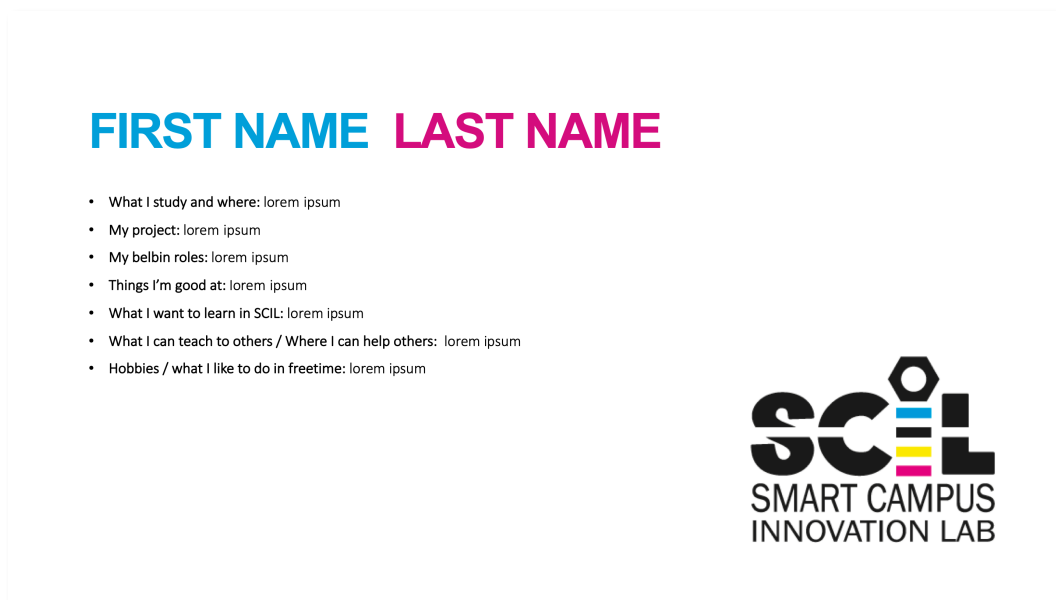 FIRST NAME LAST NAME
• What I study and where: lorem ipsum
• My project: lorem ipsum
• My belbin roles: lorem ipsum
• Things I’m good at: lorem ipsum
• What I want to learn in SCIL: lorem ipsum
• What I can teach to others / Where I can help others: lorem ipsum
• Hobbies / what I like to do in freetime: lorem ipsum
SCiL
SMART CAMPUS
INNOVATION LAB